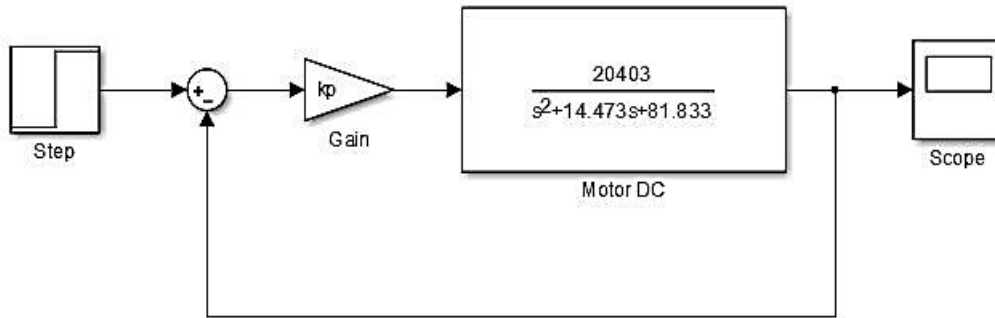 Step
+
-
kp
Gain
20403
s²+14.473s+81.833
Motor DC
Scope